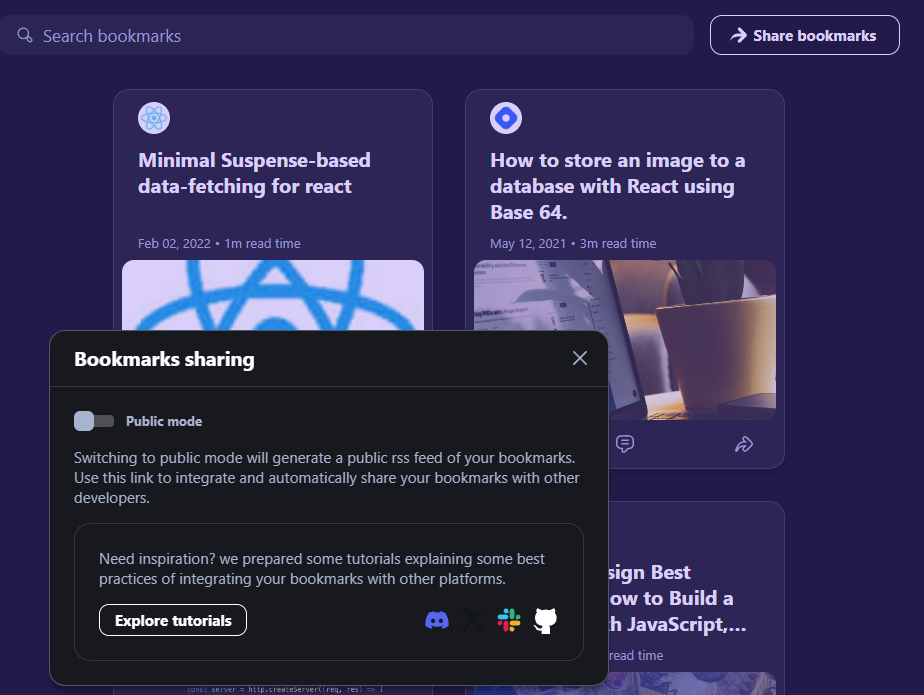 Search bookmarks
Share bookmarks
Minimal Suspense-based
data-fetching for react
Feb 02, 2022 • 1m read time
How to store an image to a
database with React using
Base 64.
May 12, 2021 • 3m read time
Bookmarks sharing
Public mode
Switching to public mode will generate a public rss feed of your bookmarks.
Use this link to integrate and automatically share your bookmarks with other
developers.
Need inspiration? we prepared some tutorials explaining some best
practices of integrating your bookmarks with other platforms.
Explore tutorials
sign Best
ow to Build a
h JavaScript,...
read time
const server = http.createServer((req, res) => {